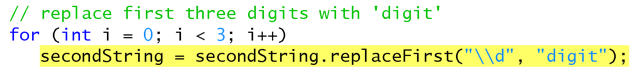 // replace first three digits with 'digit'
for (int i = 0; i < 3; i++)
secondString = secondString.replaceFirst("\\d", "digit");